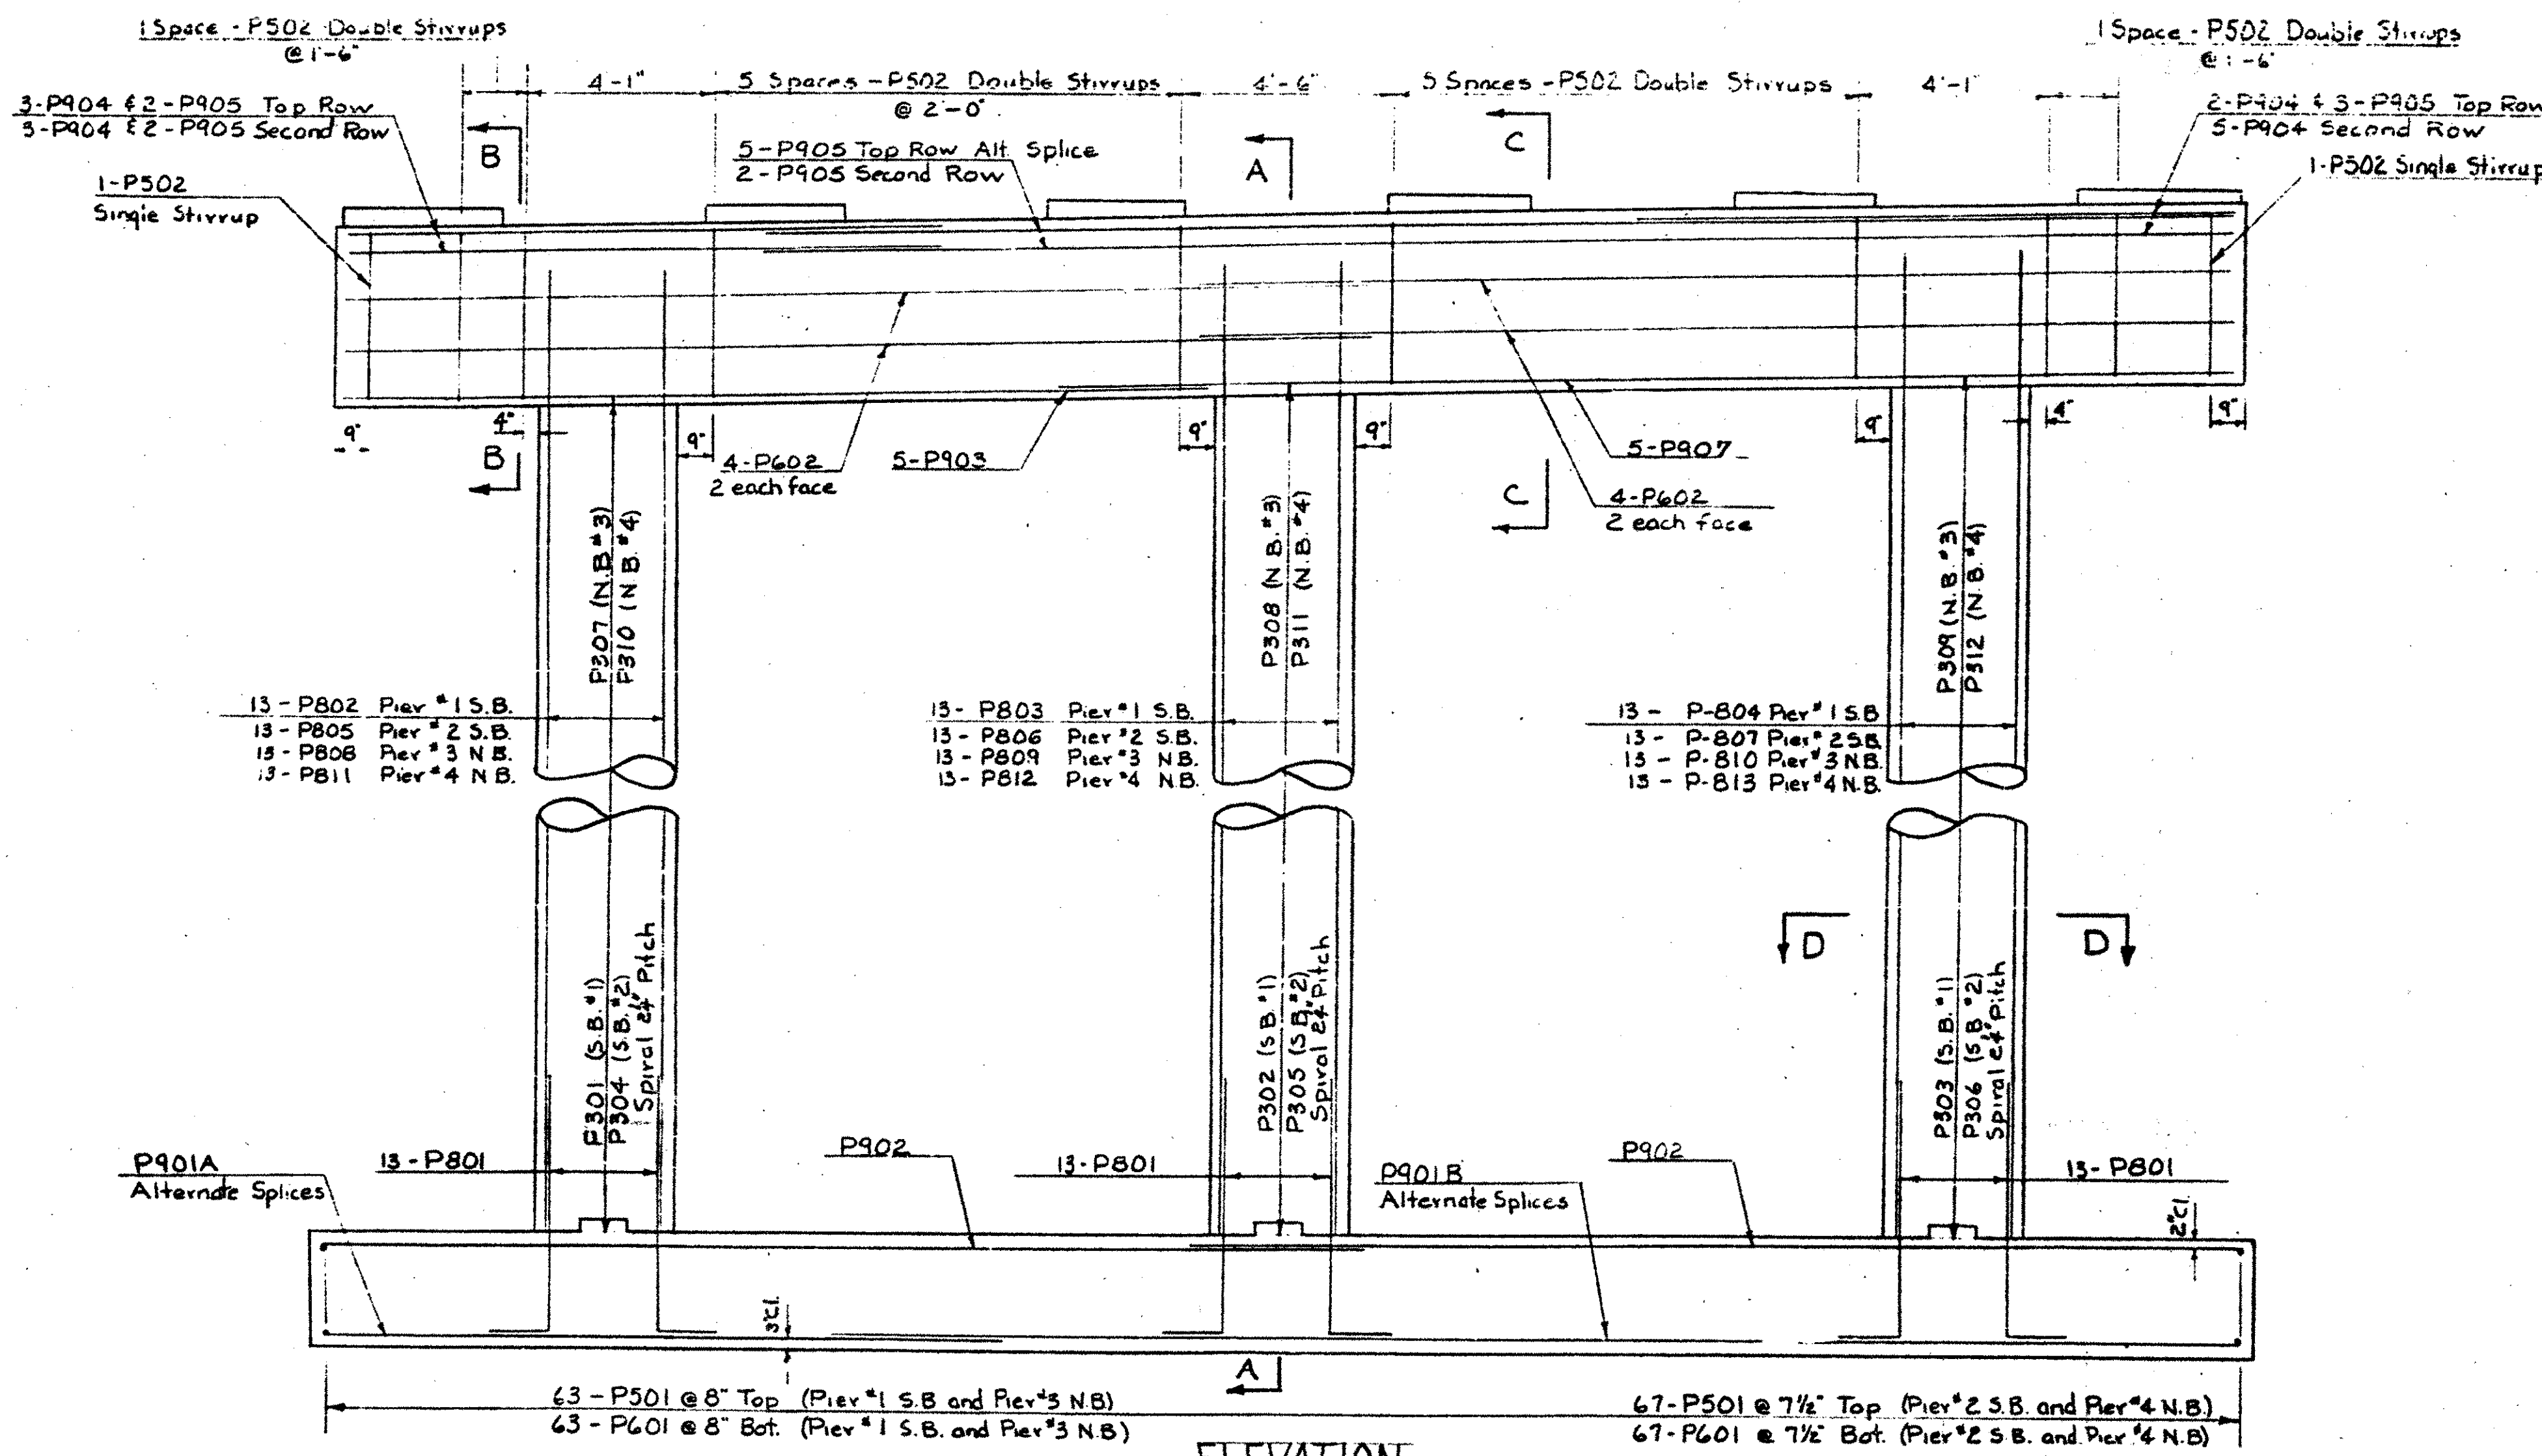 1 Space - P502 Double Stirrups
@ 1'-6"
4'-1"
5 Spaces - P502 Double Stirrups
@ 2'-0"
4'-6"
5 Spaces - P502 Double Stirrups
4'-1"
1 Space - P502 Double Stirrups
@ 1'-6"
3-P904 & 2-P905 Top Row
3-P904 & 2-P905 Second Row
2-P904 & 3-P905 Top Row
5-P904 Second Row
B
A
C
5-P905 Top Row Alt. Splice
2-P905 Second Row
1-P502
Single Stirrup
1-P502 Single Stirrup
9"
4"
B
9"
4-P602
2 each face
5-P903
9"
9"
C
5-P907
4-P602
2 each face
9"
4"
9"
P307 (N.B. #3)
P310 (N.B. #4)
P308 (N.B. #3)
P311 (N.B. #4)
P309 (N.B. #3)
P312 (N.B. #4)
13-P802 Pier #1 S.B.
13-P805 Pier #2 S.B.
13-P808 Pier #3 N.B.
13-P811 Pier #4 N.B.
13-P803 Pier #1 S.B.
13-P806 Pier #2 S.B.
13-P809 Pier #3 N.B.
13-P812 Pier #4 N.B.
13 - P-804 Pier #1 S.B
13 - P-807 Pier #2 S.B.
13 - P-810 Pier #3 N.B.
13 - P-813 Pier #4 N.B.
D
D
P301 (S.B. #1)
P304 (S.B. #2)
Spiral 2¼" Pitch
P302 (S.B. #1)
P305 (S.B. #2)
Spiral 2¼" Pitch
P303 (S.B. #1)
P306 (S.B. #2)
Spiral 2¼" Pitch
P901A
Alternate Splices
13-P801
P902
13-P801
P901B
Alternate Splices
P902
13-P801
2" Cl.
3" Cl.
A
63-P501 @ 8" Top (Pier #1 S.B and Pier #3 N.B)
63-P601 @ 8" Bot. (Pier #1 S.B. and Pier #3 N.B)
67-P501 @ 7½" Top (Pier #2 S.B. and Pier #4 N.B.)
67-P601 @ 7½" Bot. (Pier #2 S.B. and Pier #4 N.B)
ELEVATION